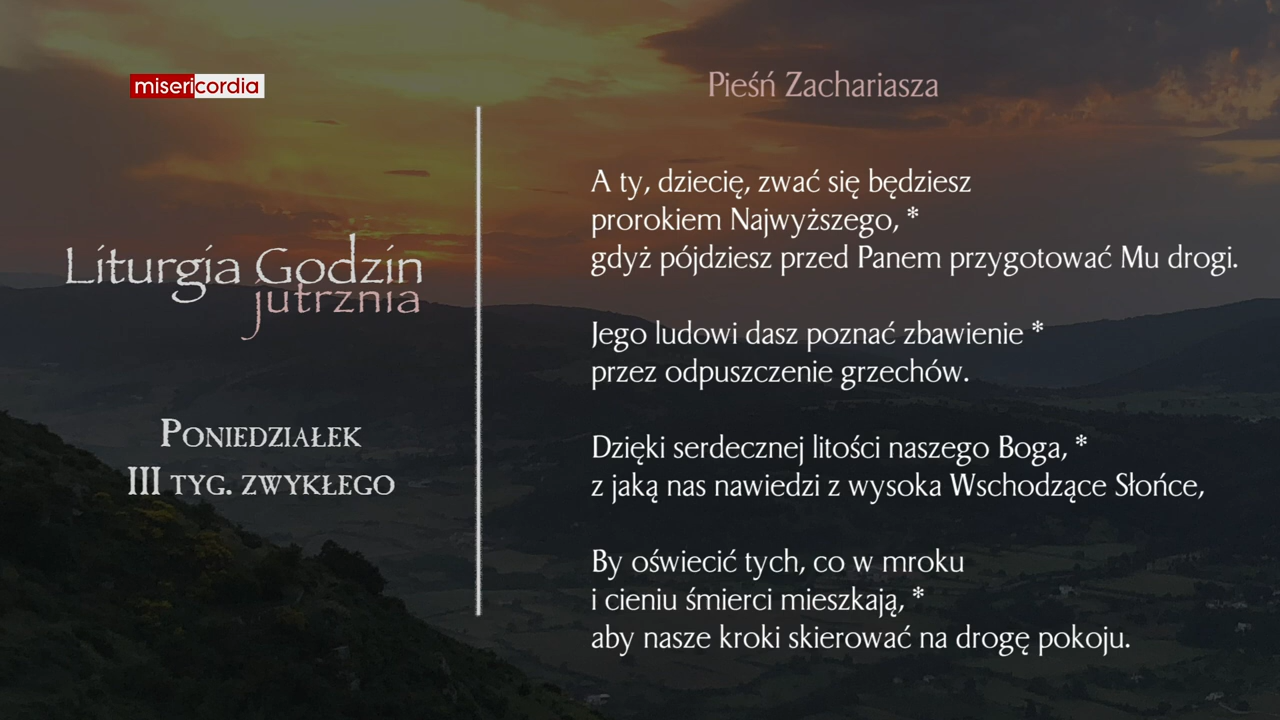 misericordia
Liturgia Godzin
jutrznia
Poniedziałek
III tyg. zwykłego
Pieśń Zachariasza
A ty, dziecię, zwać się będziesz
prorokiem Najwyższego, *
gdyż pójdziesz przed Panem przygotować Mu drogi.
Jego ludowi dasz poznać zbawienie *
przez odpuszczenie grzechów.
Dzięki serdecznej litości naszego Boga, *
z jaką nas nawiedzi z wysoka Wschodzące Słońce,
By oświecić tych, co w mroku
i cieniu śmierci mieszkają, *
aby nasze kroki skierować na drogę pokoju.